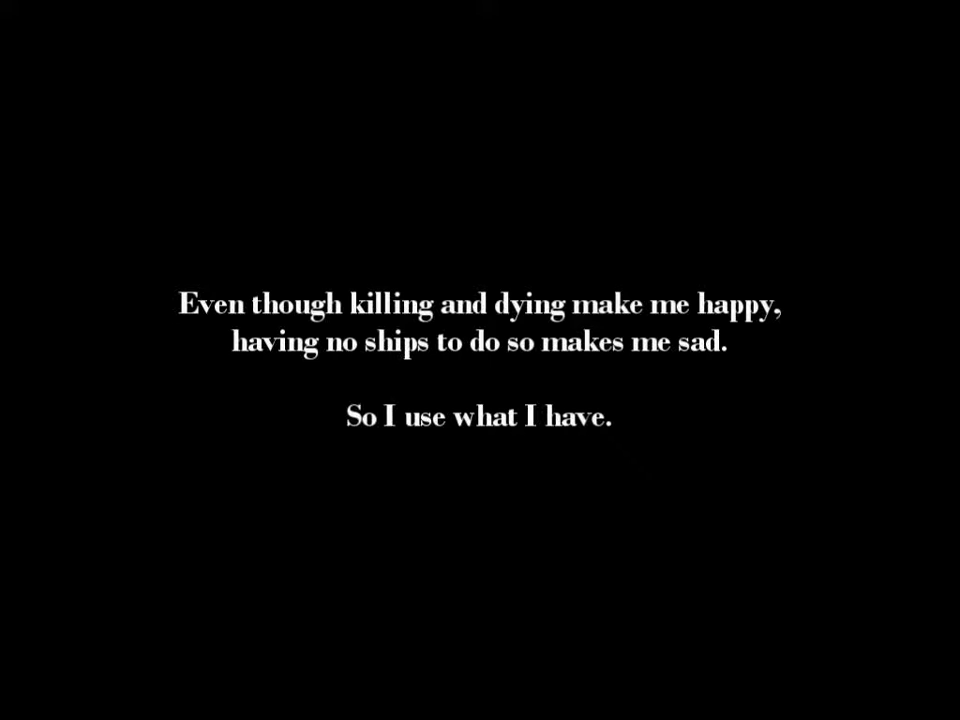 Even though killing and dying make me happy,
having no ships to do so makes me sad.
So I use what I have.